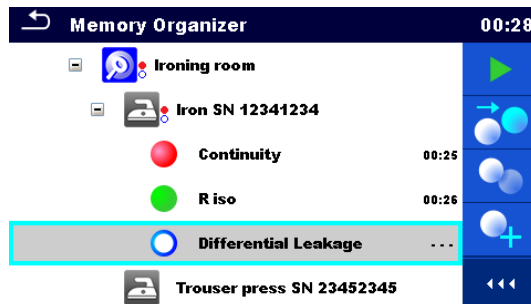 Memory Organizer 00:28
Ironing room
Iron SN 12341234
Continuity 00:25
R iso 00:26
Differential Leakage ---
Trouser press SN 23452345